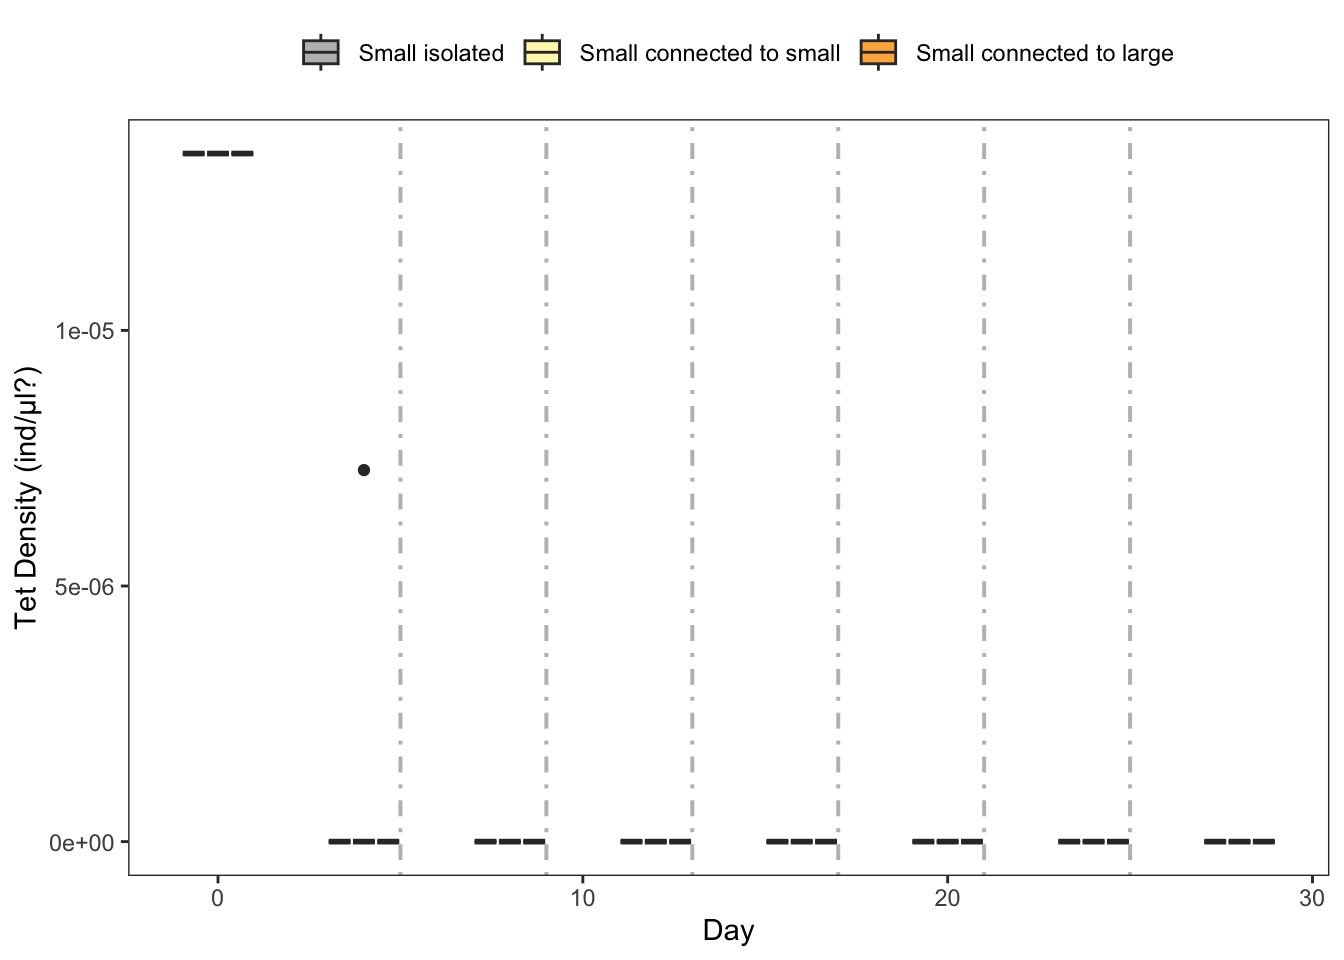 Small isolated Small connected to small Small connected to large
Tet Density (ind/µl?)
1e-05
5e-06
0e+00
0 10 20 30
Day